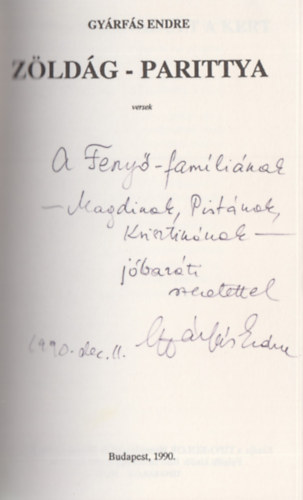 GYÁRFÁS ENDRE
ZÖLDÁG - PARITTYA
versek
A Fenyő-famíliának
- Magdinak, Pistának,
Krisztinának -
jóbaráti
szeretettel
1990. dec. 11. Gyárfás Endre
Budapest, 1990.